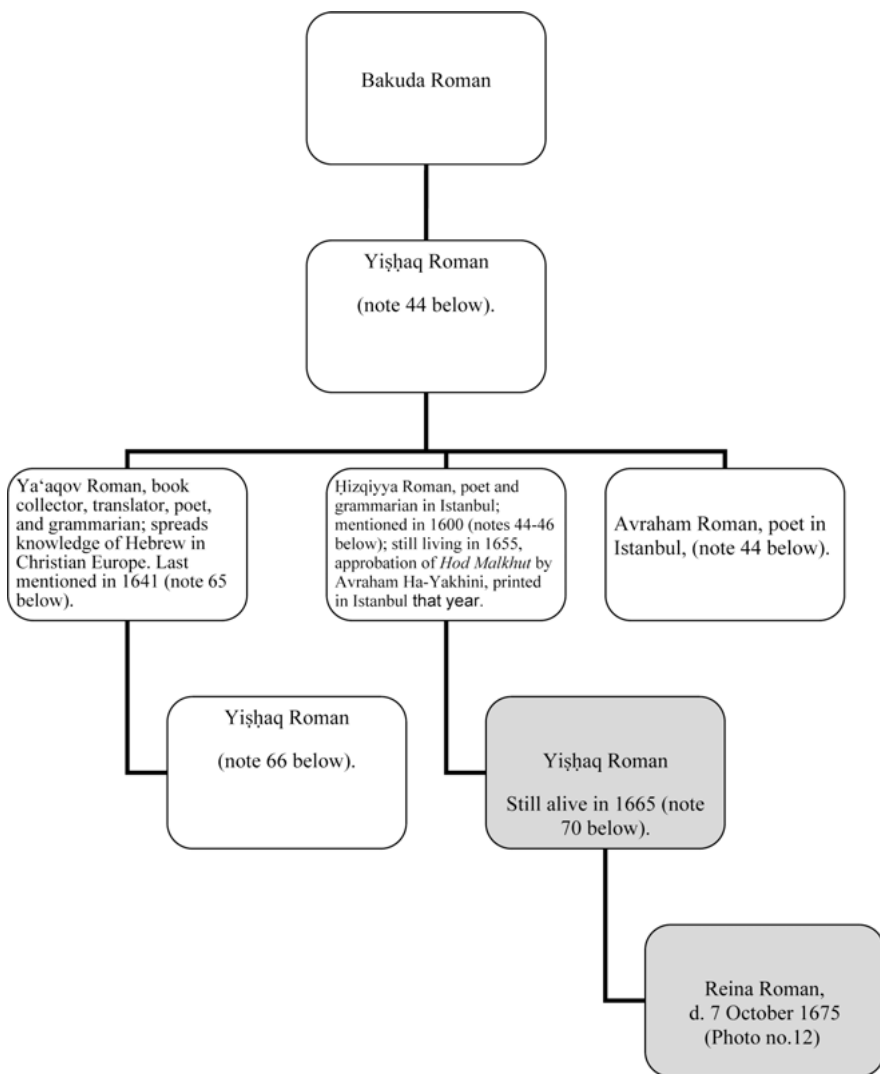 Bakuda Roman
Yiṣḥaq Roman
(note 44 below).
Ya‘aqov Roman, book
collector, translator, poet,
and grammarian; spreads
knowledge of Hebrew in
Christian Europe. Last
mentioned in 1641 (note 65
below).
Ḥizqiyya Roman, poet and
grammarian in Istanbul;
mentioned in 1600 (notes 44-46
below); still living in 1655,
approbation of Hod Malkhut by
Avraham Ha-Yakhini, printed
in Istanbul that year.
Avraham Roman, poet in
Istanbul, (note 44 below).
Yiṣḥaq Roman
(note 66 below).
Yiṣḥaq Roman
Still alive in 1665 (note
70 below).
Reina Roman,
d. 7 October 1675
(Photo no.12)